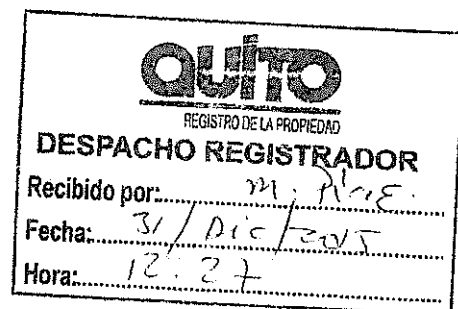 QUITO
REGISTRO DE LA PROPIEDAD
DESPACHO REGISTRADOR
Recibido por: M.
Fecha: 31 / Dic / 2015
Hora: 12:27